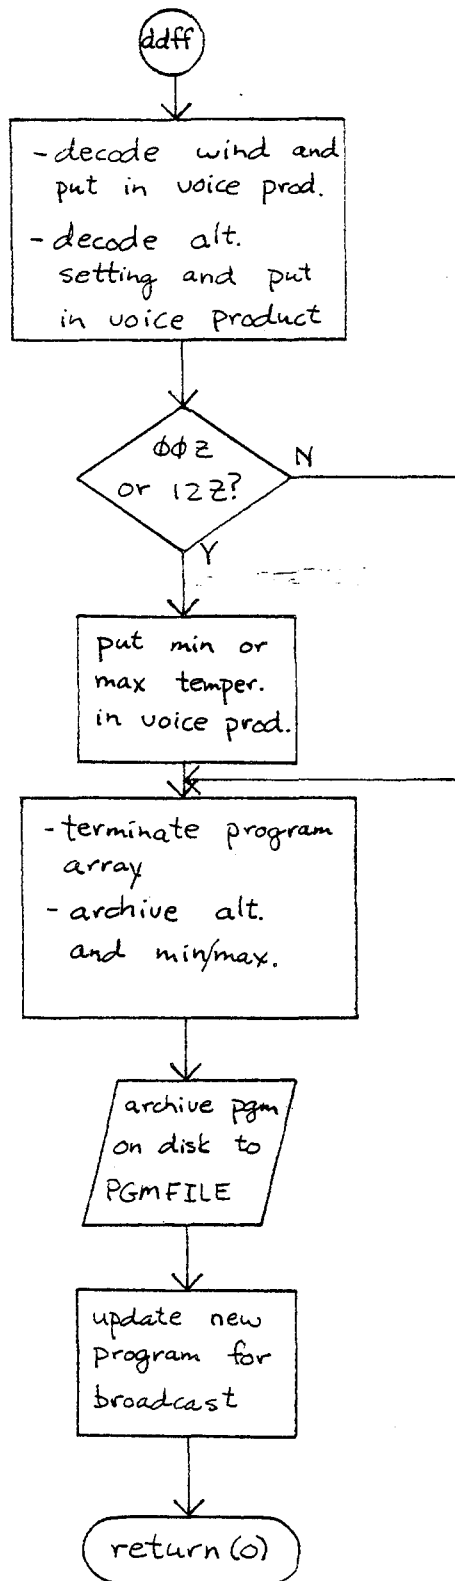 ddff
- decode wind and
put in voice prod.
- decode alt.
setting and put
in voice product
φφZ
or 12Z?
N
Y
put min or
max temper.
in voice prod.
- terminate program
array
- archive alt.
and min/max.
archive pgm
on disk to
PGMFILE
update new
program for
broadcast
return (0)